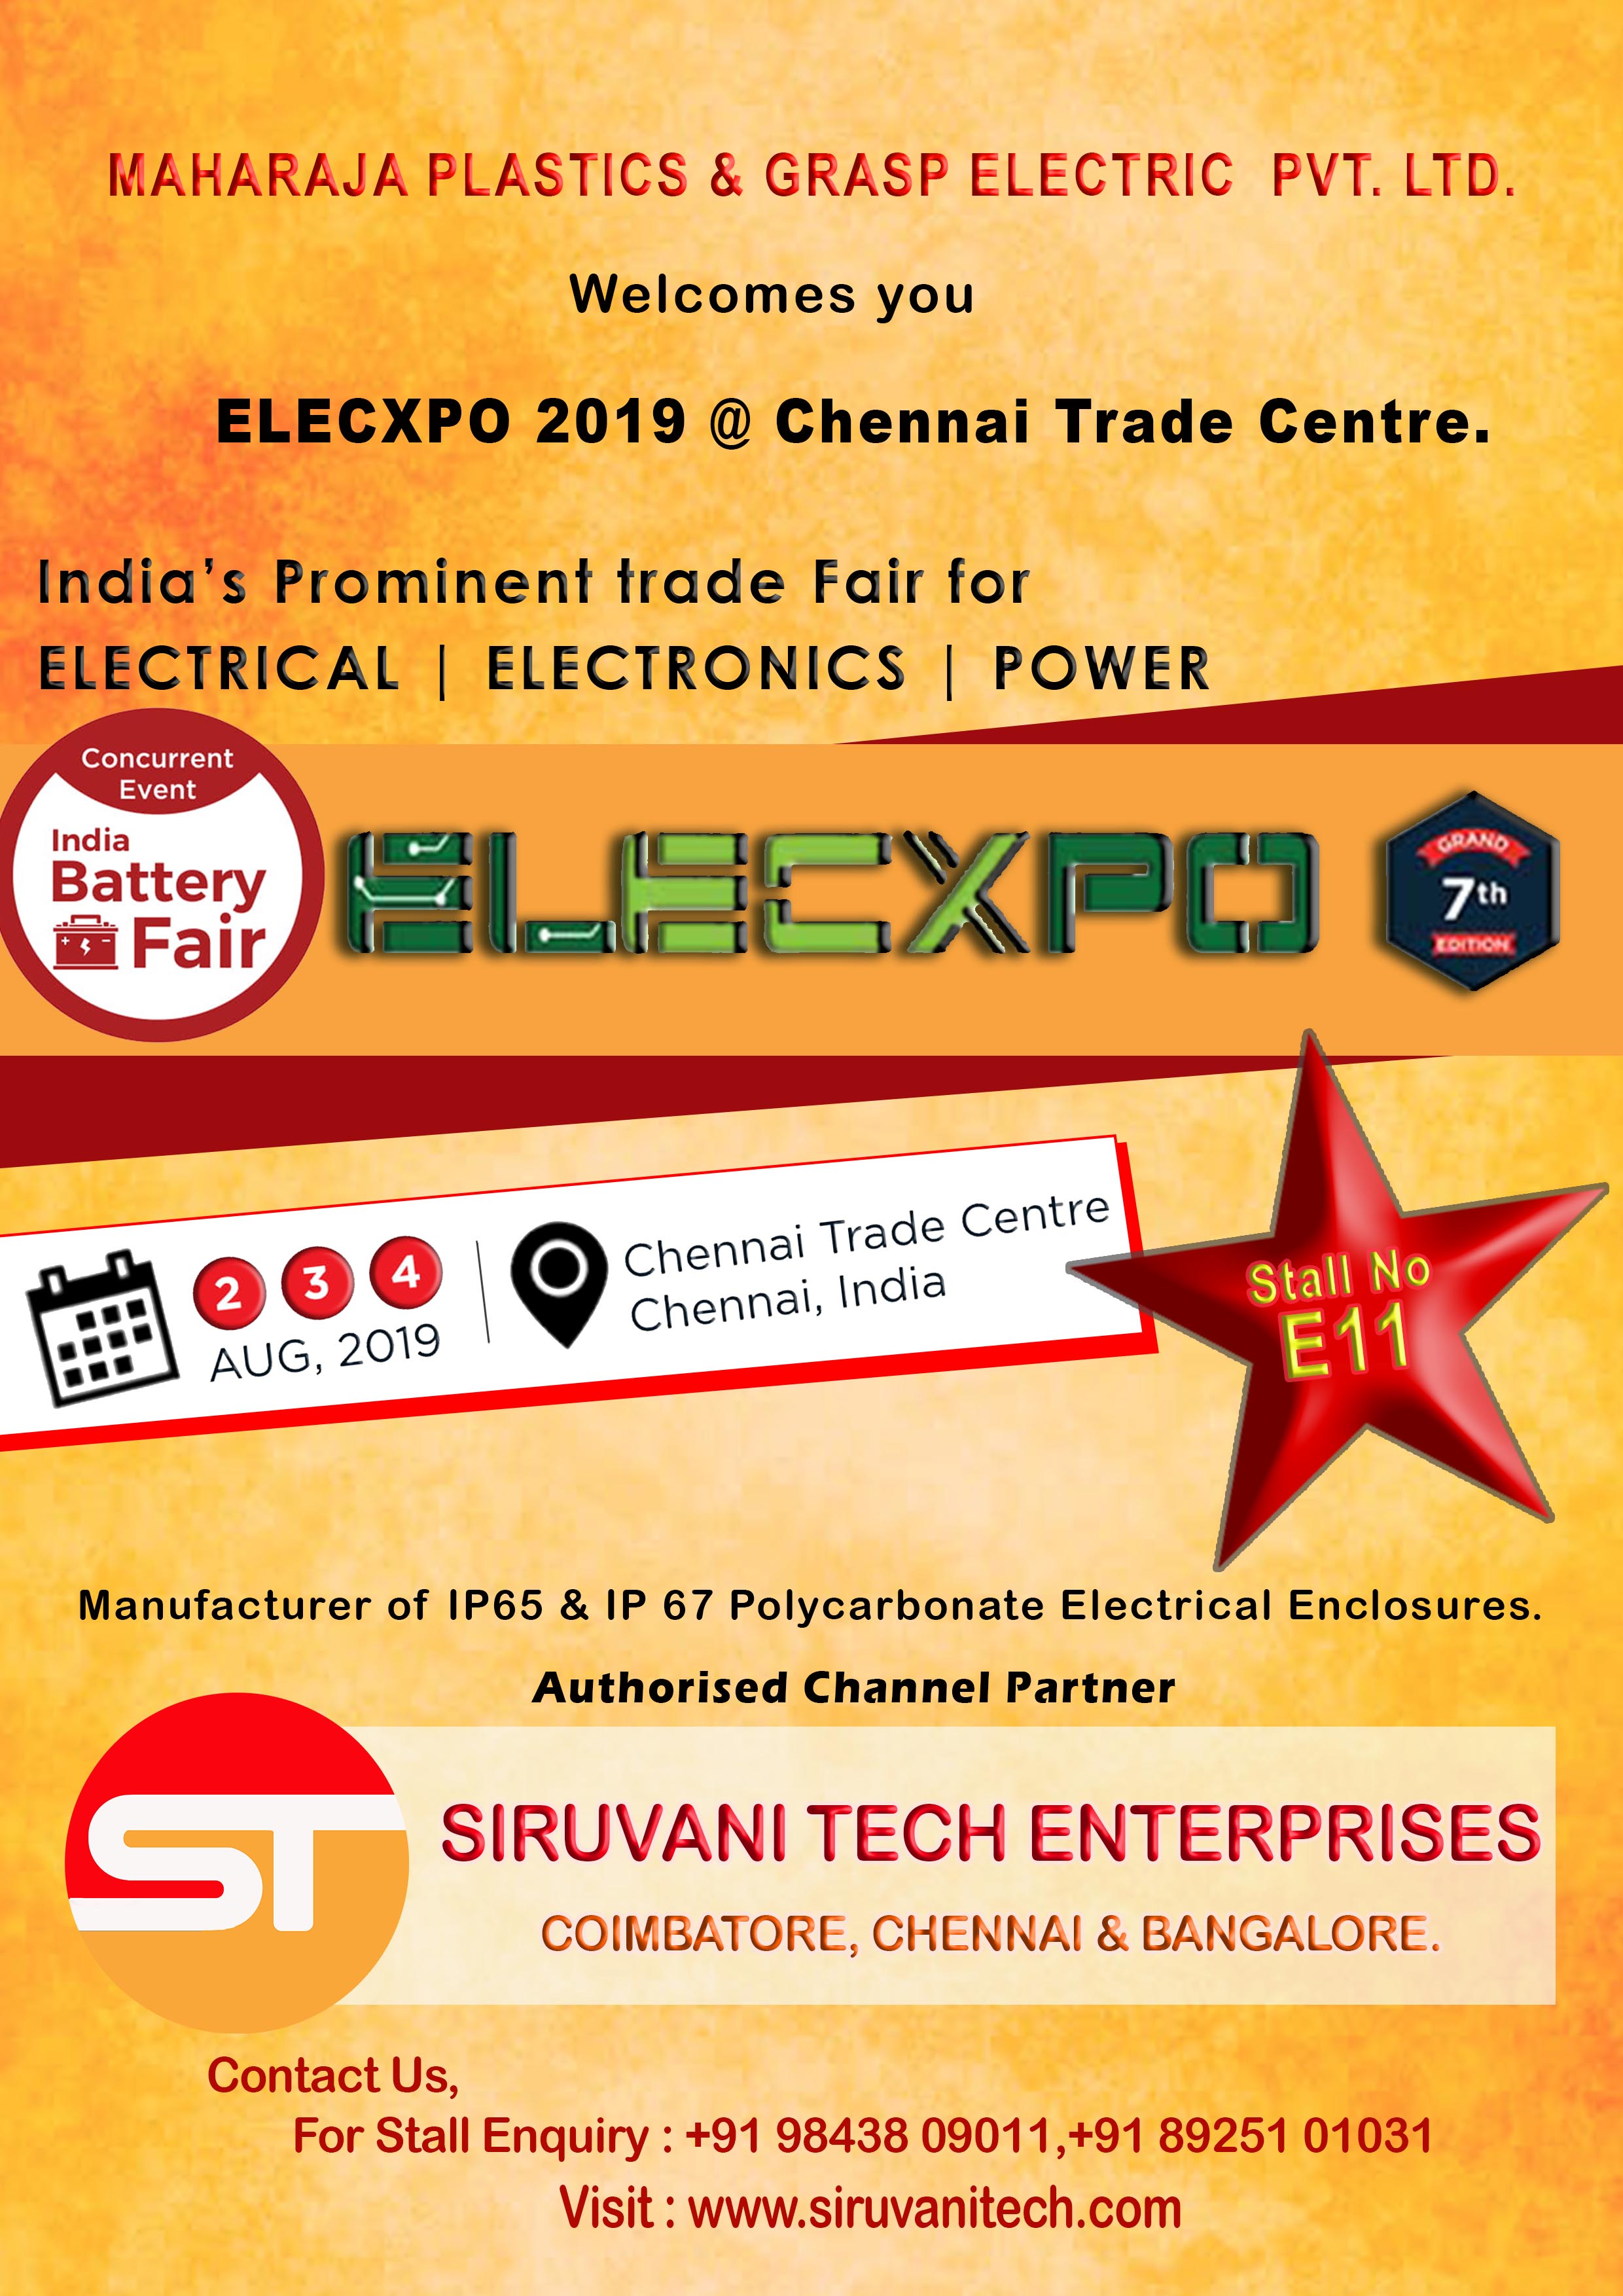 MAHARAJA PLASTICS & GRASP ELECTRIC PVT. LTD.
Welcomes you
ELECXPO 2019 @ Chennai Trade Centre.
India's Prominent trade Fair for
ELECTRICAL | ELECTRONICS | POWER
Concurrent
Event
India
Battery
Fair
ELECXPO
GRAND
7th
EDITION
2 3 4
AUG, 2019
Chennai Trade Centre
Chennai, India
Stall No
E11
Manufacturer of IP65 & IP 67 Polycarbonate Electrical Enclosures.
Authorised Channel Partner
ST
SIRUVANI TECH ENTERPRISES
COIMBATORE, CHENNAI & BANGALORE.
Contact Us,
For Stall Enquiry : +91 98438 09011,+91 89251 01031
Visit : www.siruvanitech.com